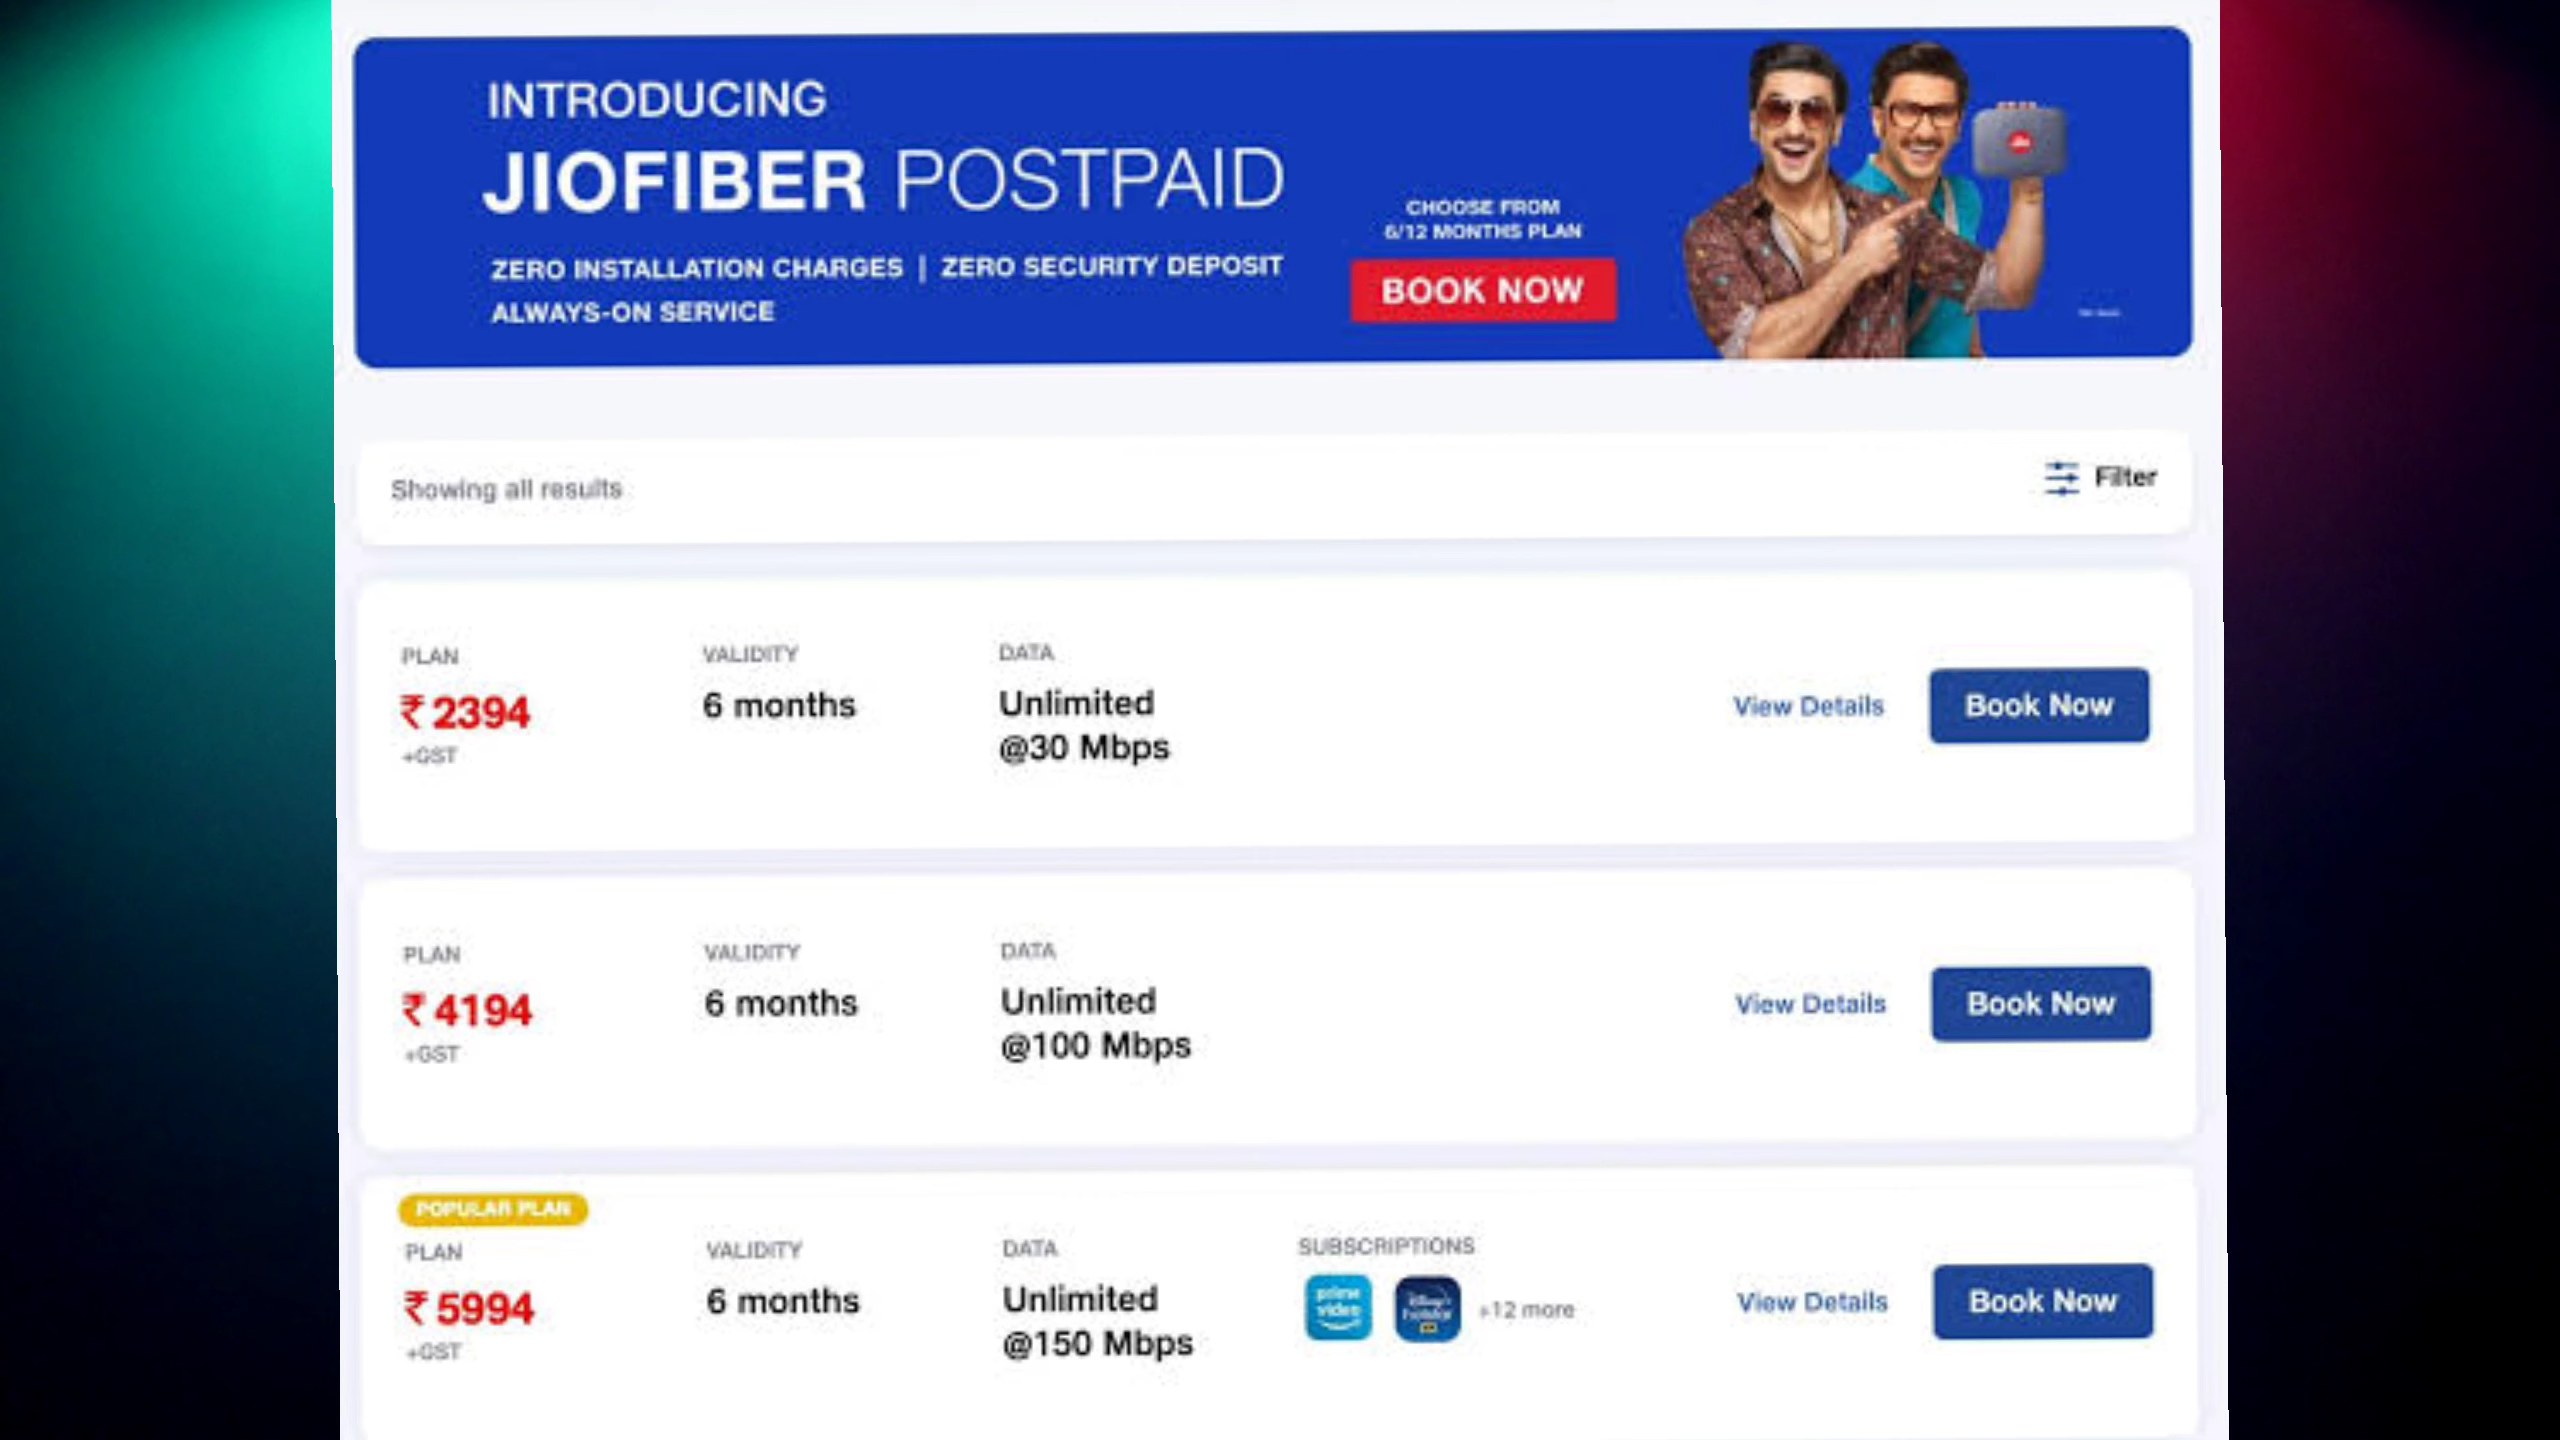 INTRODUCING
JIOFIBER POSTPAID
ZERO INSTALLATION CHARGES | ZERO SECURITY DEPOSIT
ALWAYS-ON SERVICE
CHOOSE FROM
6/12 MONTHS PLAN
BOOK NOW
Jio
Showing all results
Filter
PLAN VALIDITY DATA
₹2394 6 months Unlimited View Details Book Now
+GST @30 Mbps
PLAN VALIDITY DATA
₹4194 6 months Unlimited View Details Book Now
+GST @100 Mbps
POPULAR PLAN
PLAN VALIDITY DATA SUBSCRIPTIONS
₹5994 6 months Unlimited prime video Disney+ hotstar +12 more View Details Book Now
+GST @150 Mbps